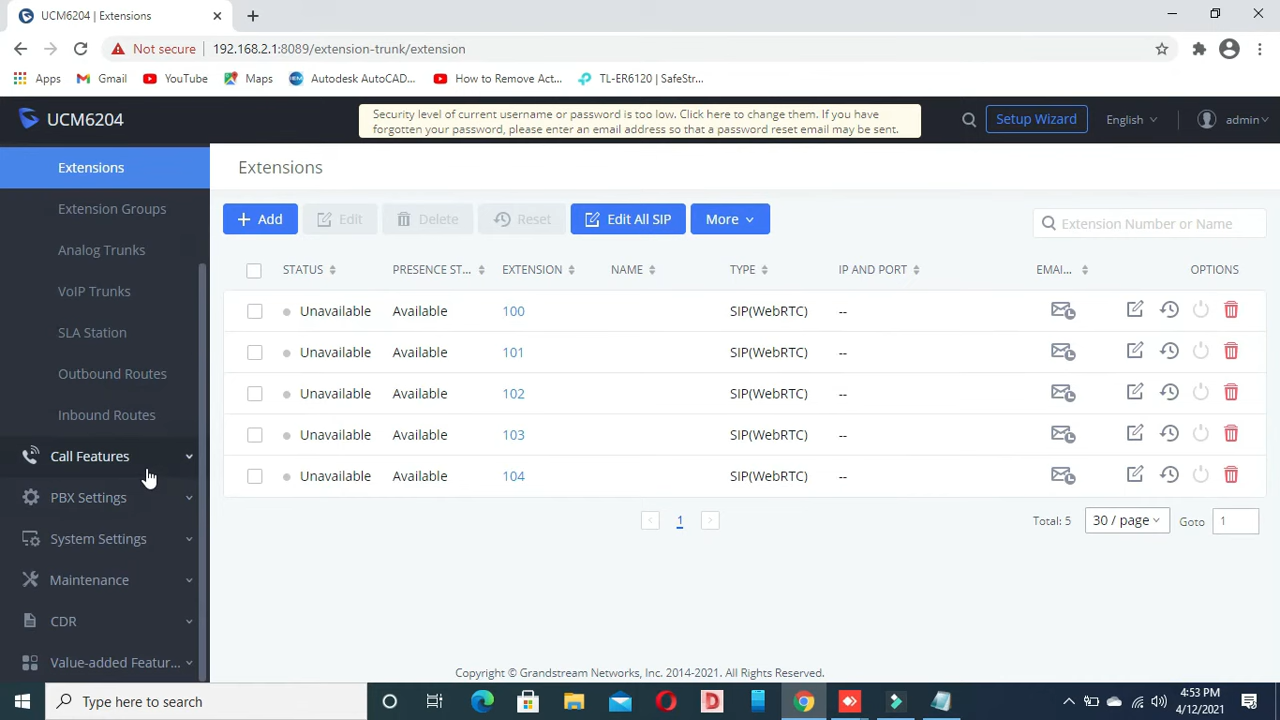 UCM6204 | Extensions
Not secure 192.168.2.1:8089/extension-trunk/extension
Apps Gmail YouTube Maps Autodesk AutoCAD... How to Remove Act... TL-ER6120 | SafeStr...
UCM6204
Security level of current username or password is too low. Click here to change them. If you have
forgotten your password, please enter an email address so that a password reset email may be sent.
Setup Wizard English admin
Extensions
Extension Groups
Analog Trunks
VoIP Trunks
SLA Station
Outbound Routes
Inbound Routes
Call Features
PBX Settings
System Settings
Maintenance
CDR
Value-added Featur...
Extensions
Add Edit Delete Reset Edit All SIP More Extension Number or Name
STATUS PRESENCE ST... EXTENSION NAME TYPE IP AND PORT EMAI... OPTIONS
Unavailable Available 100 SIP(WebRTC) --
Unavailable Available 101 SIP(WebRTC) --
Unavailable Available 102 SIP(WebRTC) --
Unavailable Available 103 SIP(WebRTC) --
Unavailable Available 104 SIP(WebRTC) --
< 1 > Total: 5 30 / page Goto 1
Copyright © Grandstream Networks, Inc. 2014-2021. All Rights Reserved.
Type here to search
4:53 PM
4/12/2021